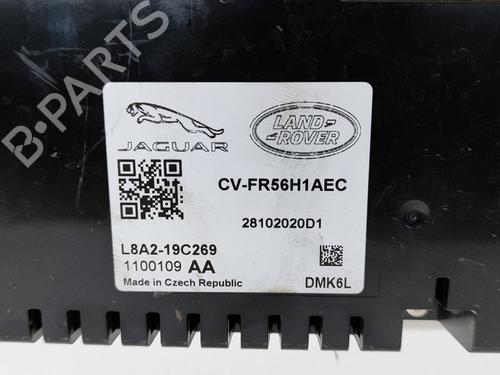 B-PARTS
JAGUAR
LAND
ROVER
CV-FR56H1AEC
28102020D1
L8A2-19C269
1100109 AA
Made in Czech Republic
DMK6L